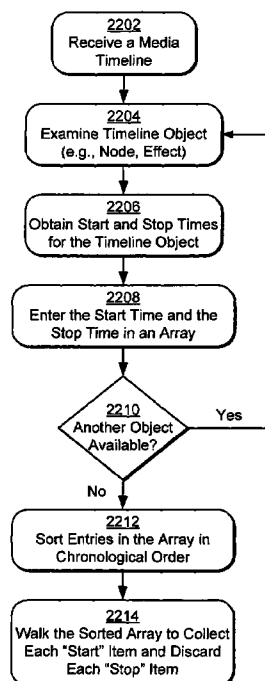 2202
Receive a Media
Timeline
2204
Examine Timeline Object
(e.g., Node, Effect)
2206
Obtain Start and Stop Times
for the Timeline Object
2208
Enter the Start Time and the
Stop Time in an Array
2210
Another Object
Available?
Yes
No
2212
Sort Entries in the Array in
Chronological Order
2214
Walk the Sorted Array to Collect
Each “Start” Item and Discard
Each “Stop” Item